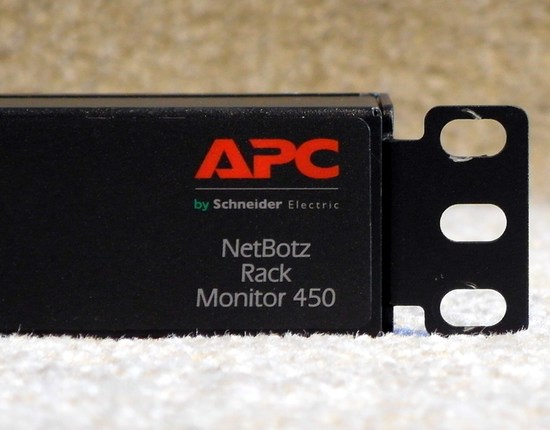 APC
by Schneider Electric
NetBotz
Rack
Monitor 450